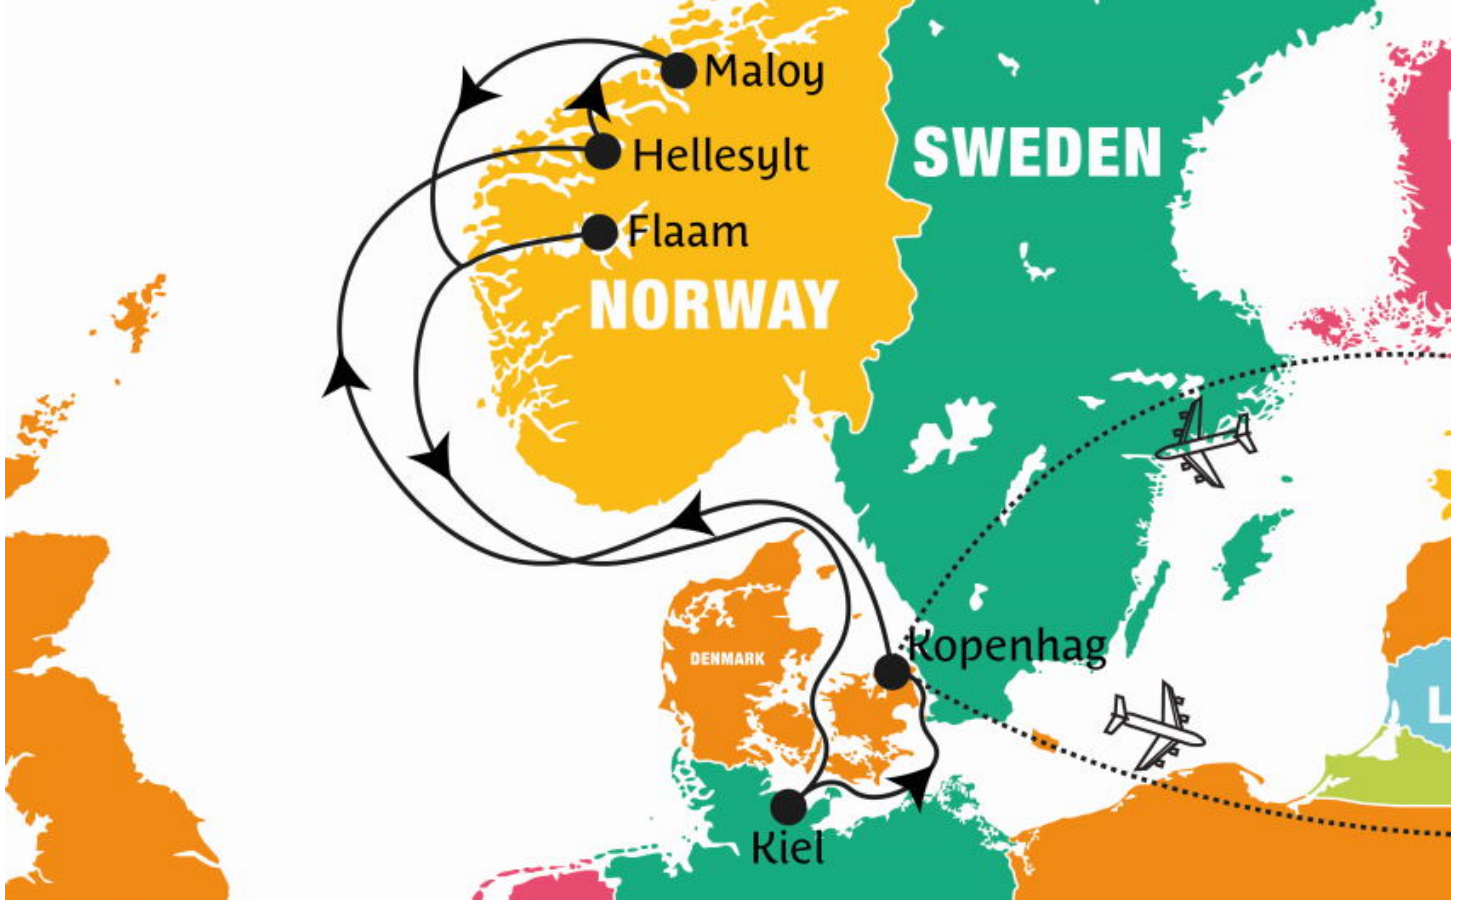 Maloy
SWEDEN
Hellesylt
Flaam
NORWAY
Kopenhag
DENMARK
L
Kiel